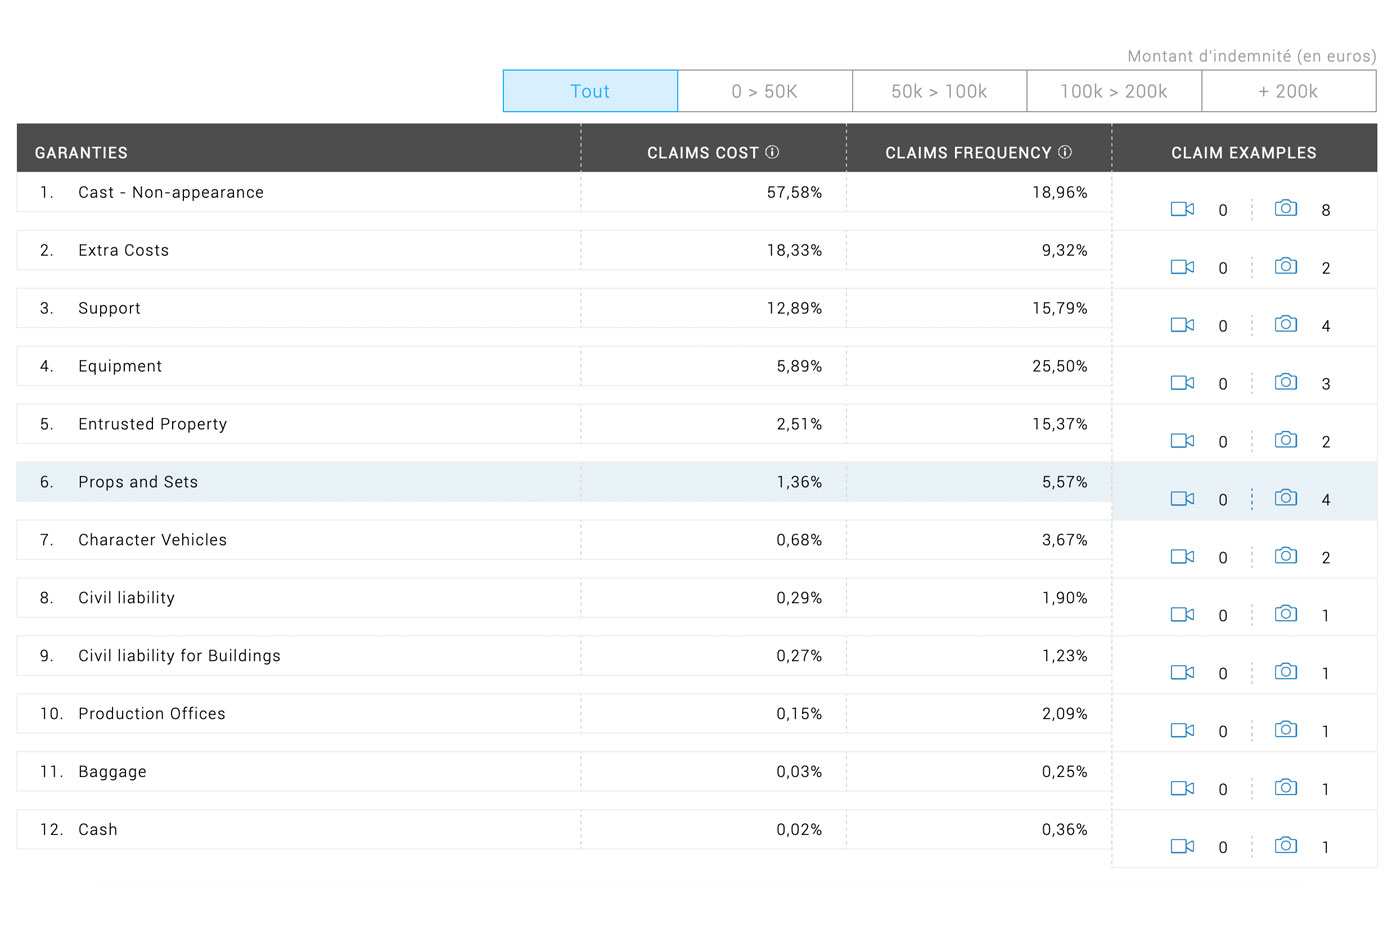 Montant d'indemnité (en euros)
Tout 0 > 50K 50k > 100k 100k > 200k + 200k
GARANTIES CLAIMS COST CLAIMS FREQUENCY CLAIM EXAMPLES
1. Cast - Non-appearance 57,58% 18,96% 0 8
2. Extra Costs 18,33% 9,32% 0 2
3. Support 12,89% 15,79% 0 4
4. Equipment 5,89% 25,50% 0 3
5. Entrusted Property 2,51% 15,37% 0 2
6. Props and Sets 1,36% 5,57% 0 4
7. Character Vehicles 0,68% 3,67% 0 2
8. Civil liability 0,29% 1,90% 0 1
9. Civil liability for Buildings 0,27% 1,23% 0 1
10. Production Offices 0,15% 2,09% 0 1
11. Baggage 0,03% 0,25% 0 1
12. Cash 0,02% 0,36% 0 1